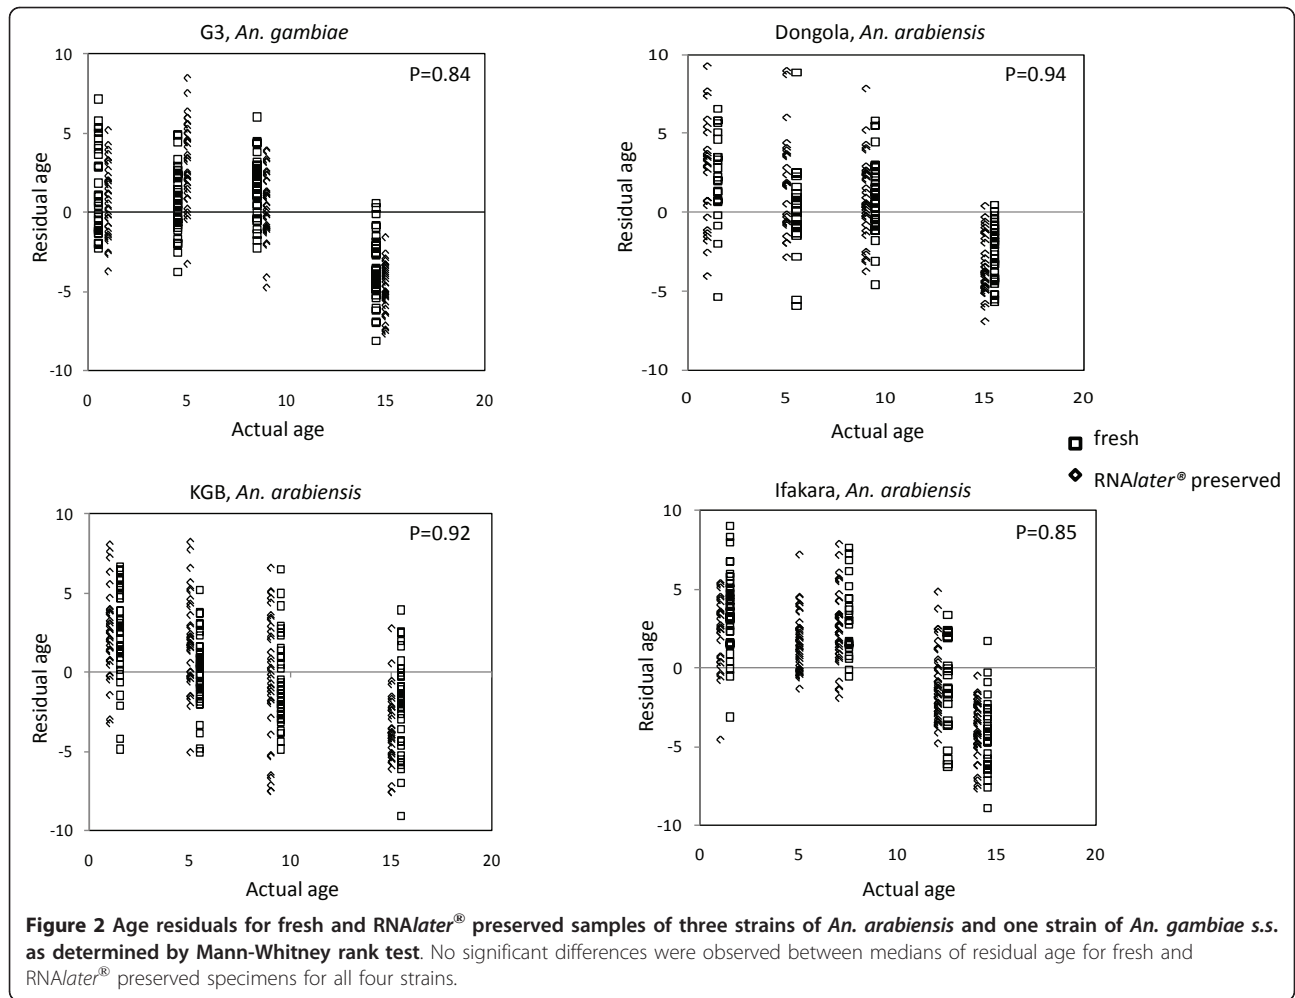 G3, An. gambiae
P=0.84
10
5
0
-5
-10
Residual age
0 5 10 15 20
Actual age
Dongola, An. arabiensis
P=0.94
10
5
0
-5
-10
Residual age
0 5 10 15 20
Actual age
fresh
RNAlater® preserved
KGB, An. arabiensis
P=0.92
10
5
0
-5
-10
Residual age
0 5 10 15 20
Actual age
Ifakara, An. arabiensis
P=0.85
10
5
0
-5
-10
Residual age
0 5 10 15 20
Actual age
Figure 2 Age residuals for fresh and RNAlater® preserved samples of three strains of An. arabiensis and one strain of An. gambiae s.s.
as determined by Mann-Whitney rank test. No significant differences were observed between medians of residual age for fresh and
RNAlater® preserved specimens for all four strains.